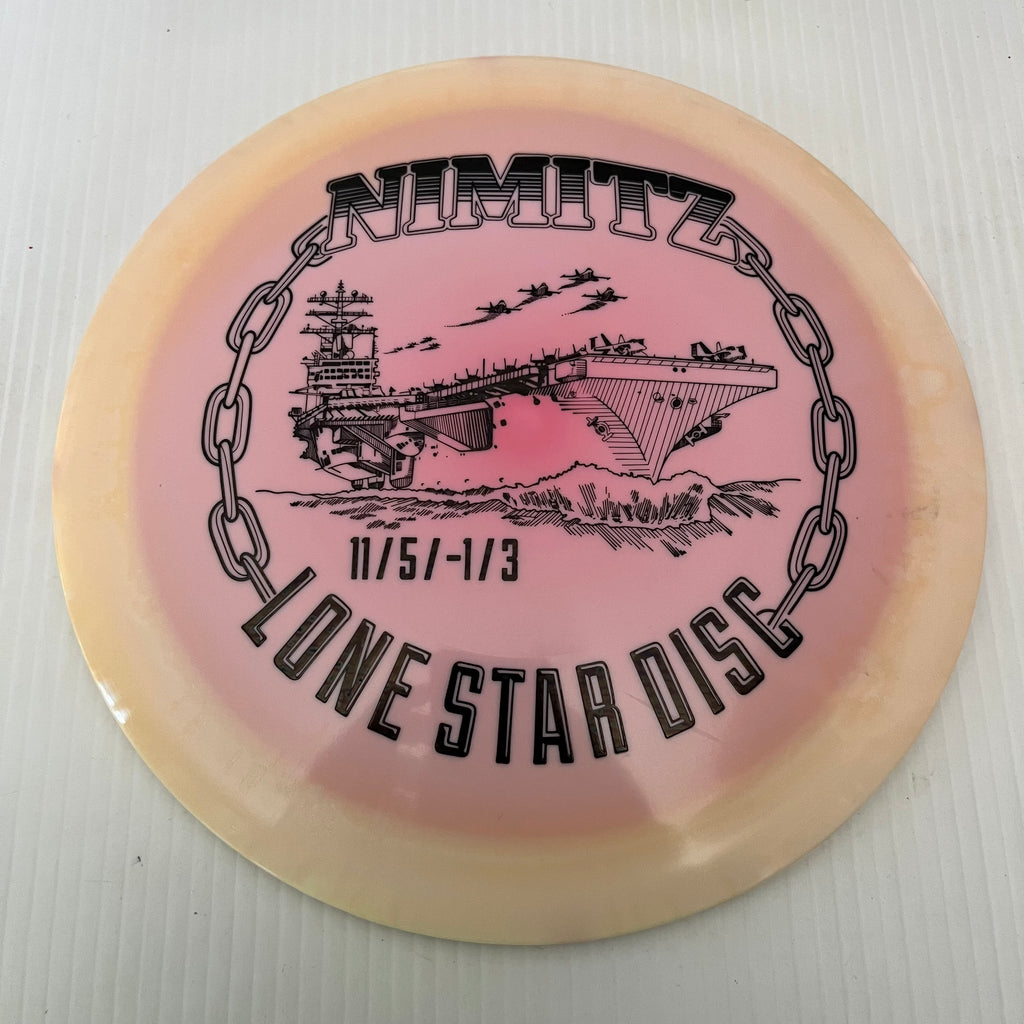 NIMITZ
11/5/-1/3
LONE STAR DISC